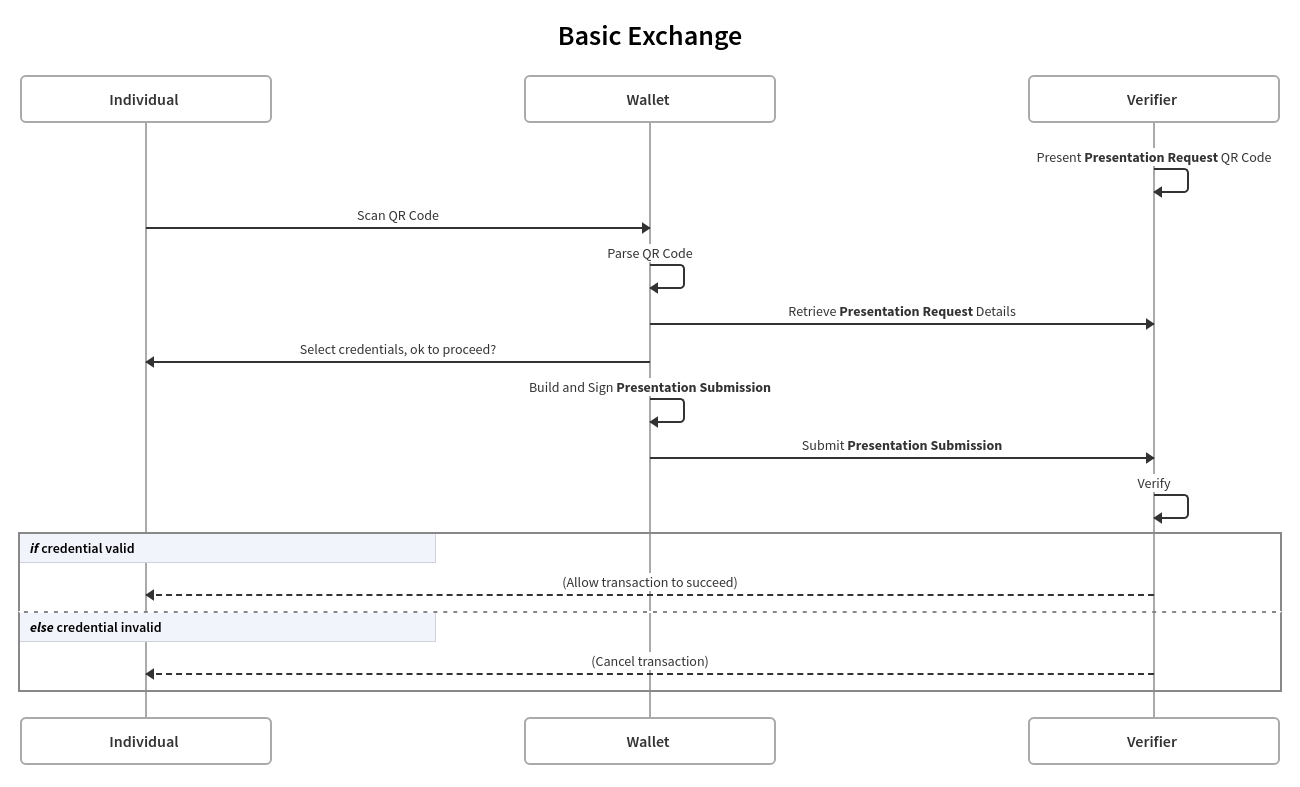 Basic Exchange
Individual
Wallet
Verifier
Present Presentation Request QR Code
Scan QR Code
Parse QR Code
Retrieve Presentation Request Details
Select credentials, ok to proceed?
Build and Sign Presentation Submission
Submit Presentation Submission
Verify
if credential valid
(Allow transaction to succeed)
else credential invalid
(Cancel transaction)
Individual
Wallet
Verifier